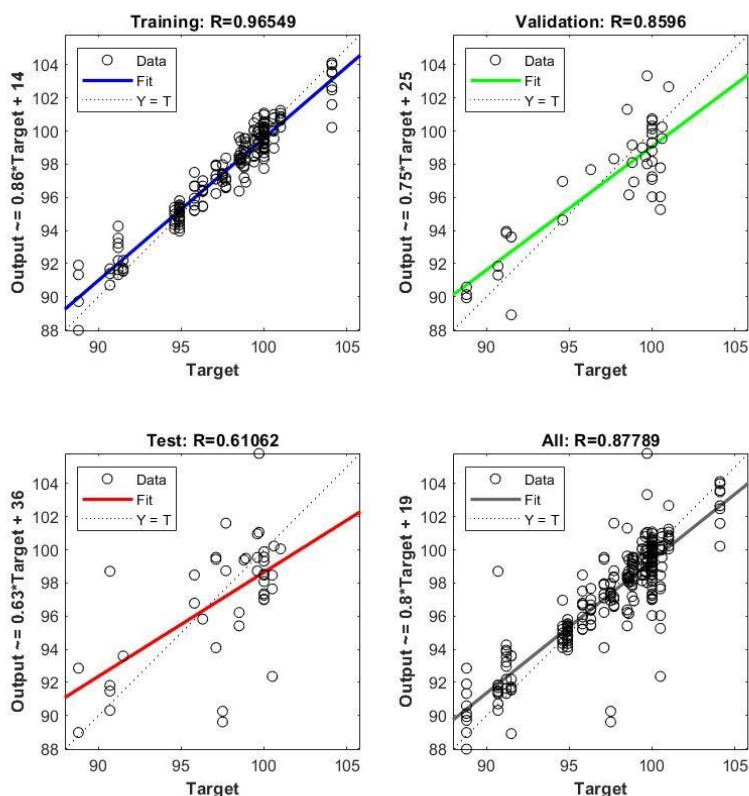 Training: R=0.96549
Output ~= 0.86*Target + 14
104
102
100
98
96
94
92
90
88
Data
Fit
Y = T
90 95 100 105
Target
Validation: R=0.8596
Output ~= 0.75*Target + 25
104
102
100
98
96
94
92
90
88
Data
Fit
Y = T
90 95 100 105
Target
Test: R=0.61062
Output ~= 0.63*Target + 36
104
102
100
98
96
94
92
90
88
Data
Fit
Y = T
90 95 100 105
Target
All: R=0.87789
Output ~= 0.8*Target + 19
104
102
100
98
96
94
92
90
88
Data
Fit
Y = T
90 95 100 105
Target